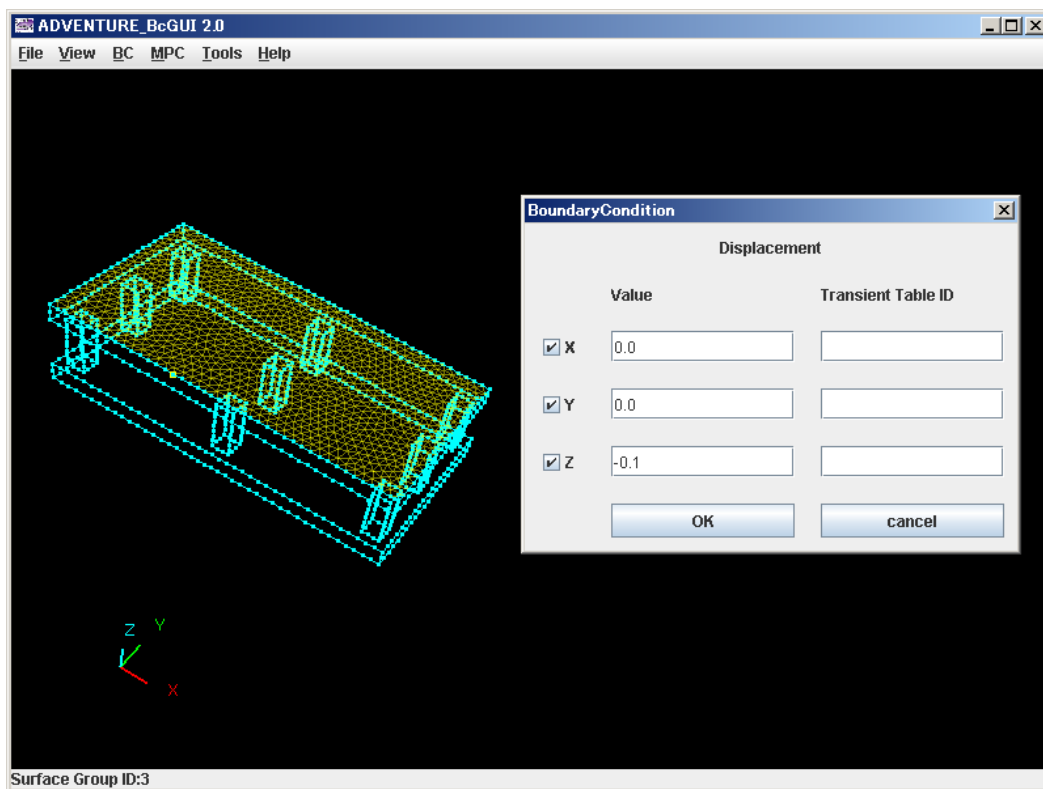 ADVENTURE_BcGUI 2.0
File View BC MPC Tools Help
BoundaryCondition
Displacement
Value Transient Table ID
X 0.0
Y 0.0
Z -0.1
OK cancel
Z Y
X
Surface Group ID:3